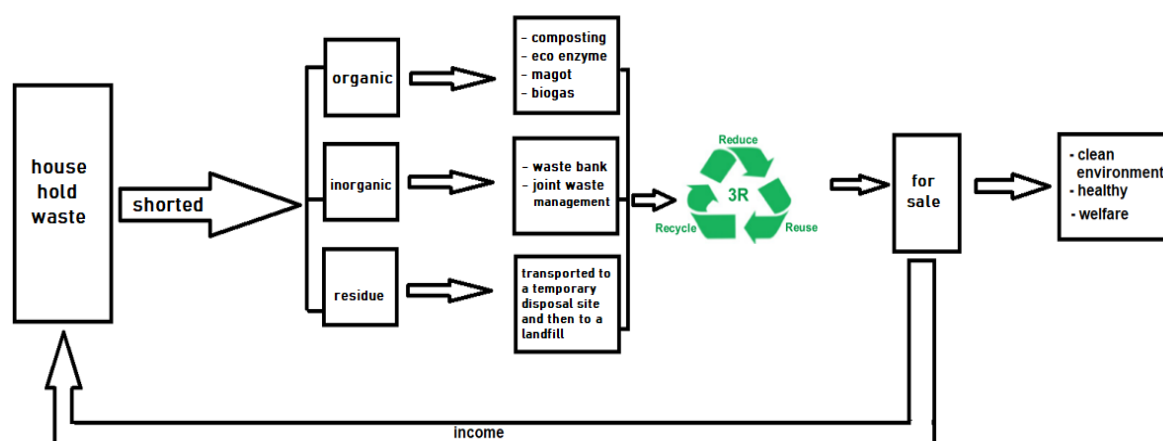 house
hold
waste
shorted
organic
inorganic
residue
- composting
- eco enzyme
- magot
- biogas
- waste bank
- joint waste
management
transported to
a temporary
disposal site
and then to a
landfill
Reduce
3R
Recycle
Reuse
for
sale
- clean
environment
- healthy
- welfare
income